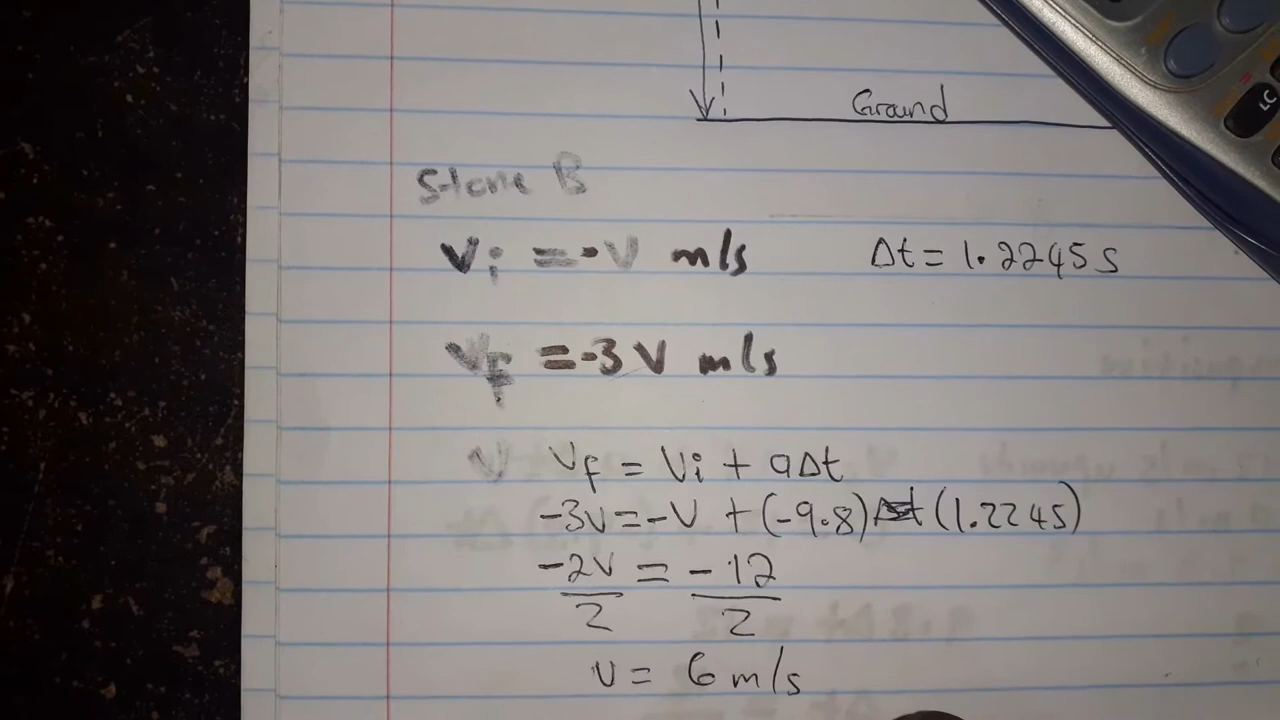 Ground
LC
Stone B
Vi = -V m/s Δt = 1.2245 s
Vf = -3V m/s
V Vf = Vi + aΔt
-3V = -V + (-9.8) (1.2245)
-2V = -12
2 2
V = 6 m/s